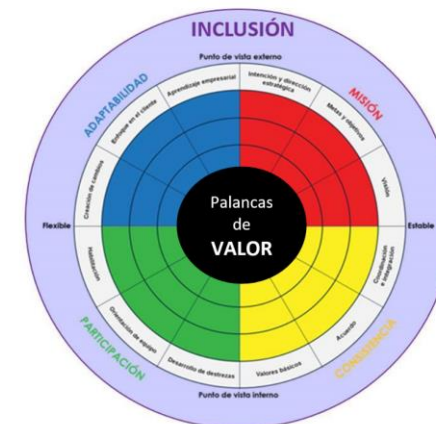 INCLUSIÓN
Punto de vista externo
ADAPTABILIDAD
MISIÓN
Creación de cambios
Enfoque en el cliente
Aprendizaje empresarial
Intención y dirección
estratégica
Metas y objetivos
Visión
Flexible
Palancas
de
VALOR
Estable
Habilitación
Orientación de equipo
Desarrollo de destrezas
Valores básicos
Acuerdo
Coordinación
e integración
PARTICIPACIÓN
CONSISTENCIA
Punto de vista interno